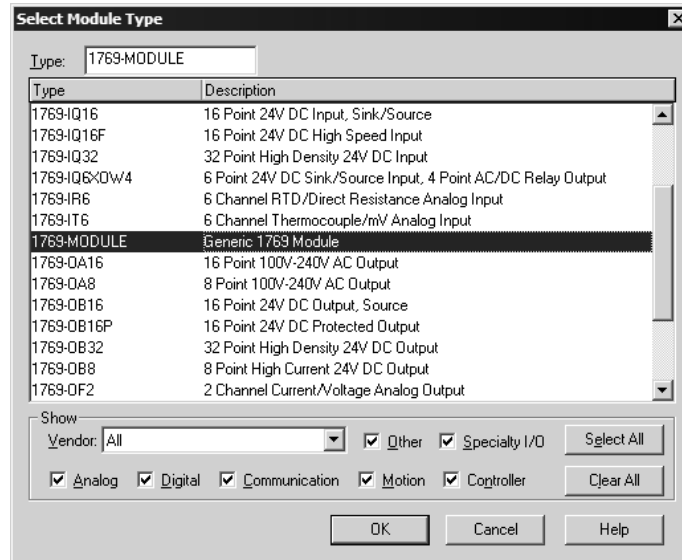 Select Module Type
Type: 1769-MODULE
Type Description
1769-IQ16 16 Point 24V DC Input, Sink/Source
1769-IQ16F 16 Point 24V DC High Speed Input
1769-IQ32 32 Point High Density 24V DC Input
1769-IQ6XOW4 6 Point 24V DC Sink/Source Input, 4 Point AC/DC Relay Output
1769-IR6 6 Channel RTD/Direct Resistance Analog Input
1769-IT6 6 Channel Thermocouple/mV Analog Input
1769-MODULE Generic 1769 Module
1769-OA16 16 Point 100V-240V AC Output
1769-OA8 8 Point 100V-240V AC Output
1769-OB16 16 Point 24V DC Output, Source
1769-OB16P 16 Point 24V DC Protected Output
1769-OB32 32 Point High Density 24V DC Output
1769-OB8 8 Point High Current 24V DC Output
1769-OF2 2 Channel Current/Voltage Analog Output
Show
Vendor: All Other Specialty I/O Select All
Analog Digital Communication Motion Controller Clear All
OK Cancel Help